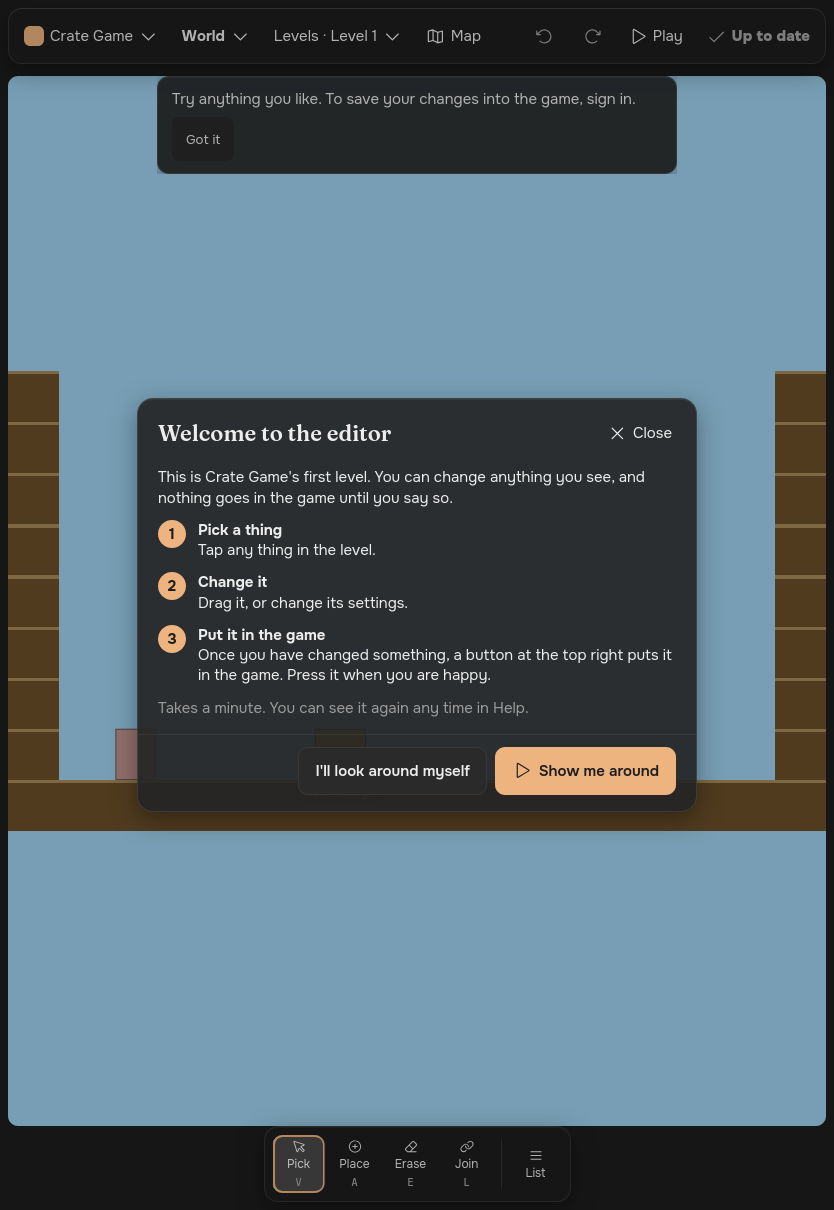 Crate Game
World
Levels · Level 1
Map
Play
Up to date
Try anything you like. To save your changes into the game, sign in.
Got it
Welcome to the editor
Close
This is Crate Game's first level. You can change anything you see, and
nothing goes in the game until you say so.
1
Pick a thing
Tap any thing in the level.
2
Change it
Drag it, or change its settings.
3
Put it in the game
Once you have changed something, a button at the top right puts it
in the game. Press it when you are happy.
Takes a minute. You can see it again any time in Help.
I'll look around myself
Show me around
Pick
V
Place
A
Erase
E
Join
L
List